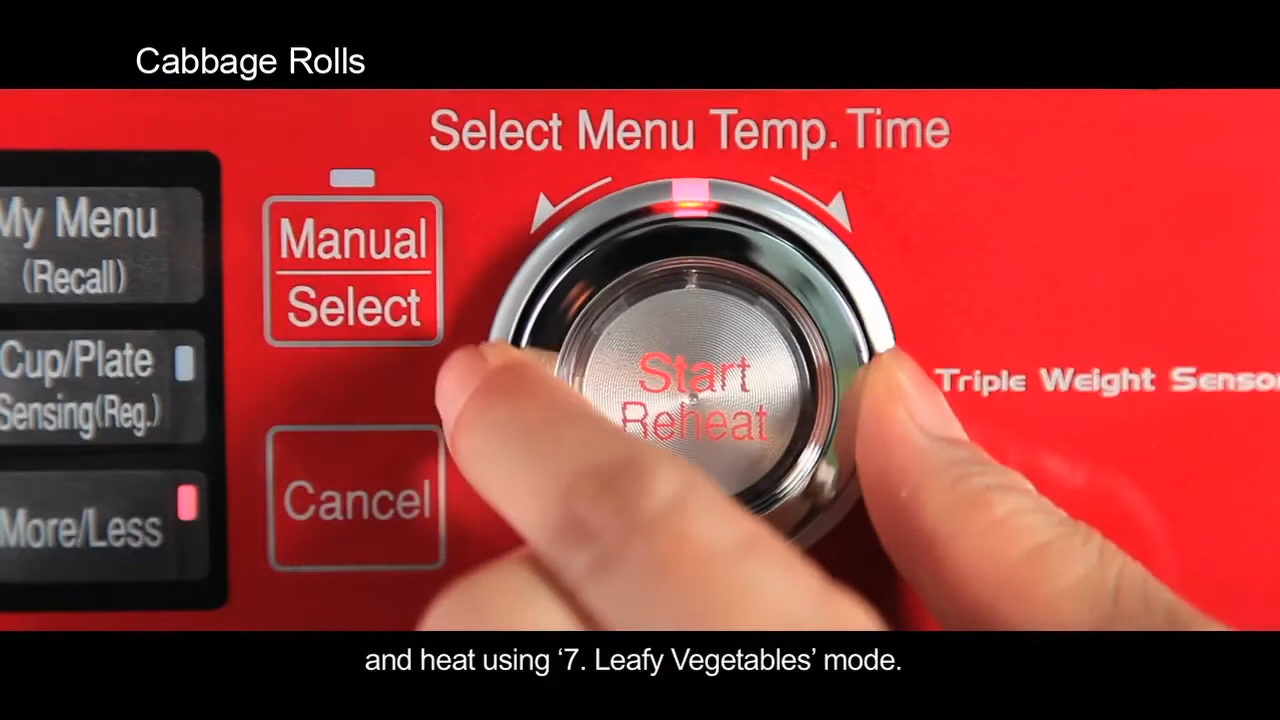 Cabbage Rolls
Select Menu Temp. Time
My Menu
(Recall)
Manual
Select
Cup/Plate
Sensing(Reg.)
Start
Reheat
Triple Weight Sensor
Cancel
More/Less
and heat using ‘7. Leafy Vegetables’ mode.